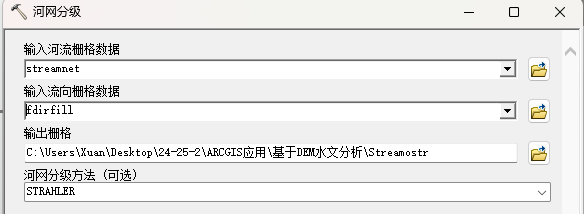 河网分级
输入河流栅格数据
streamnet
输入流向栅格数据
fdirfill
输出栅格
C:\Users\Xuan\Desktop\24-25-2\ARCGIS应用\基于DEM水文分析\Streamostr
河网分级方法 (可选)
STRAHLER